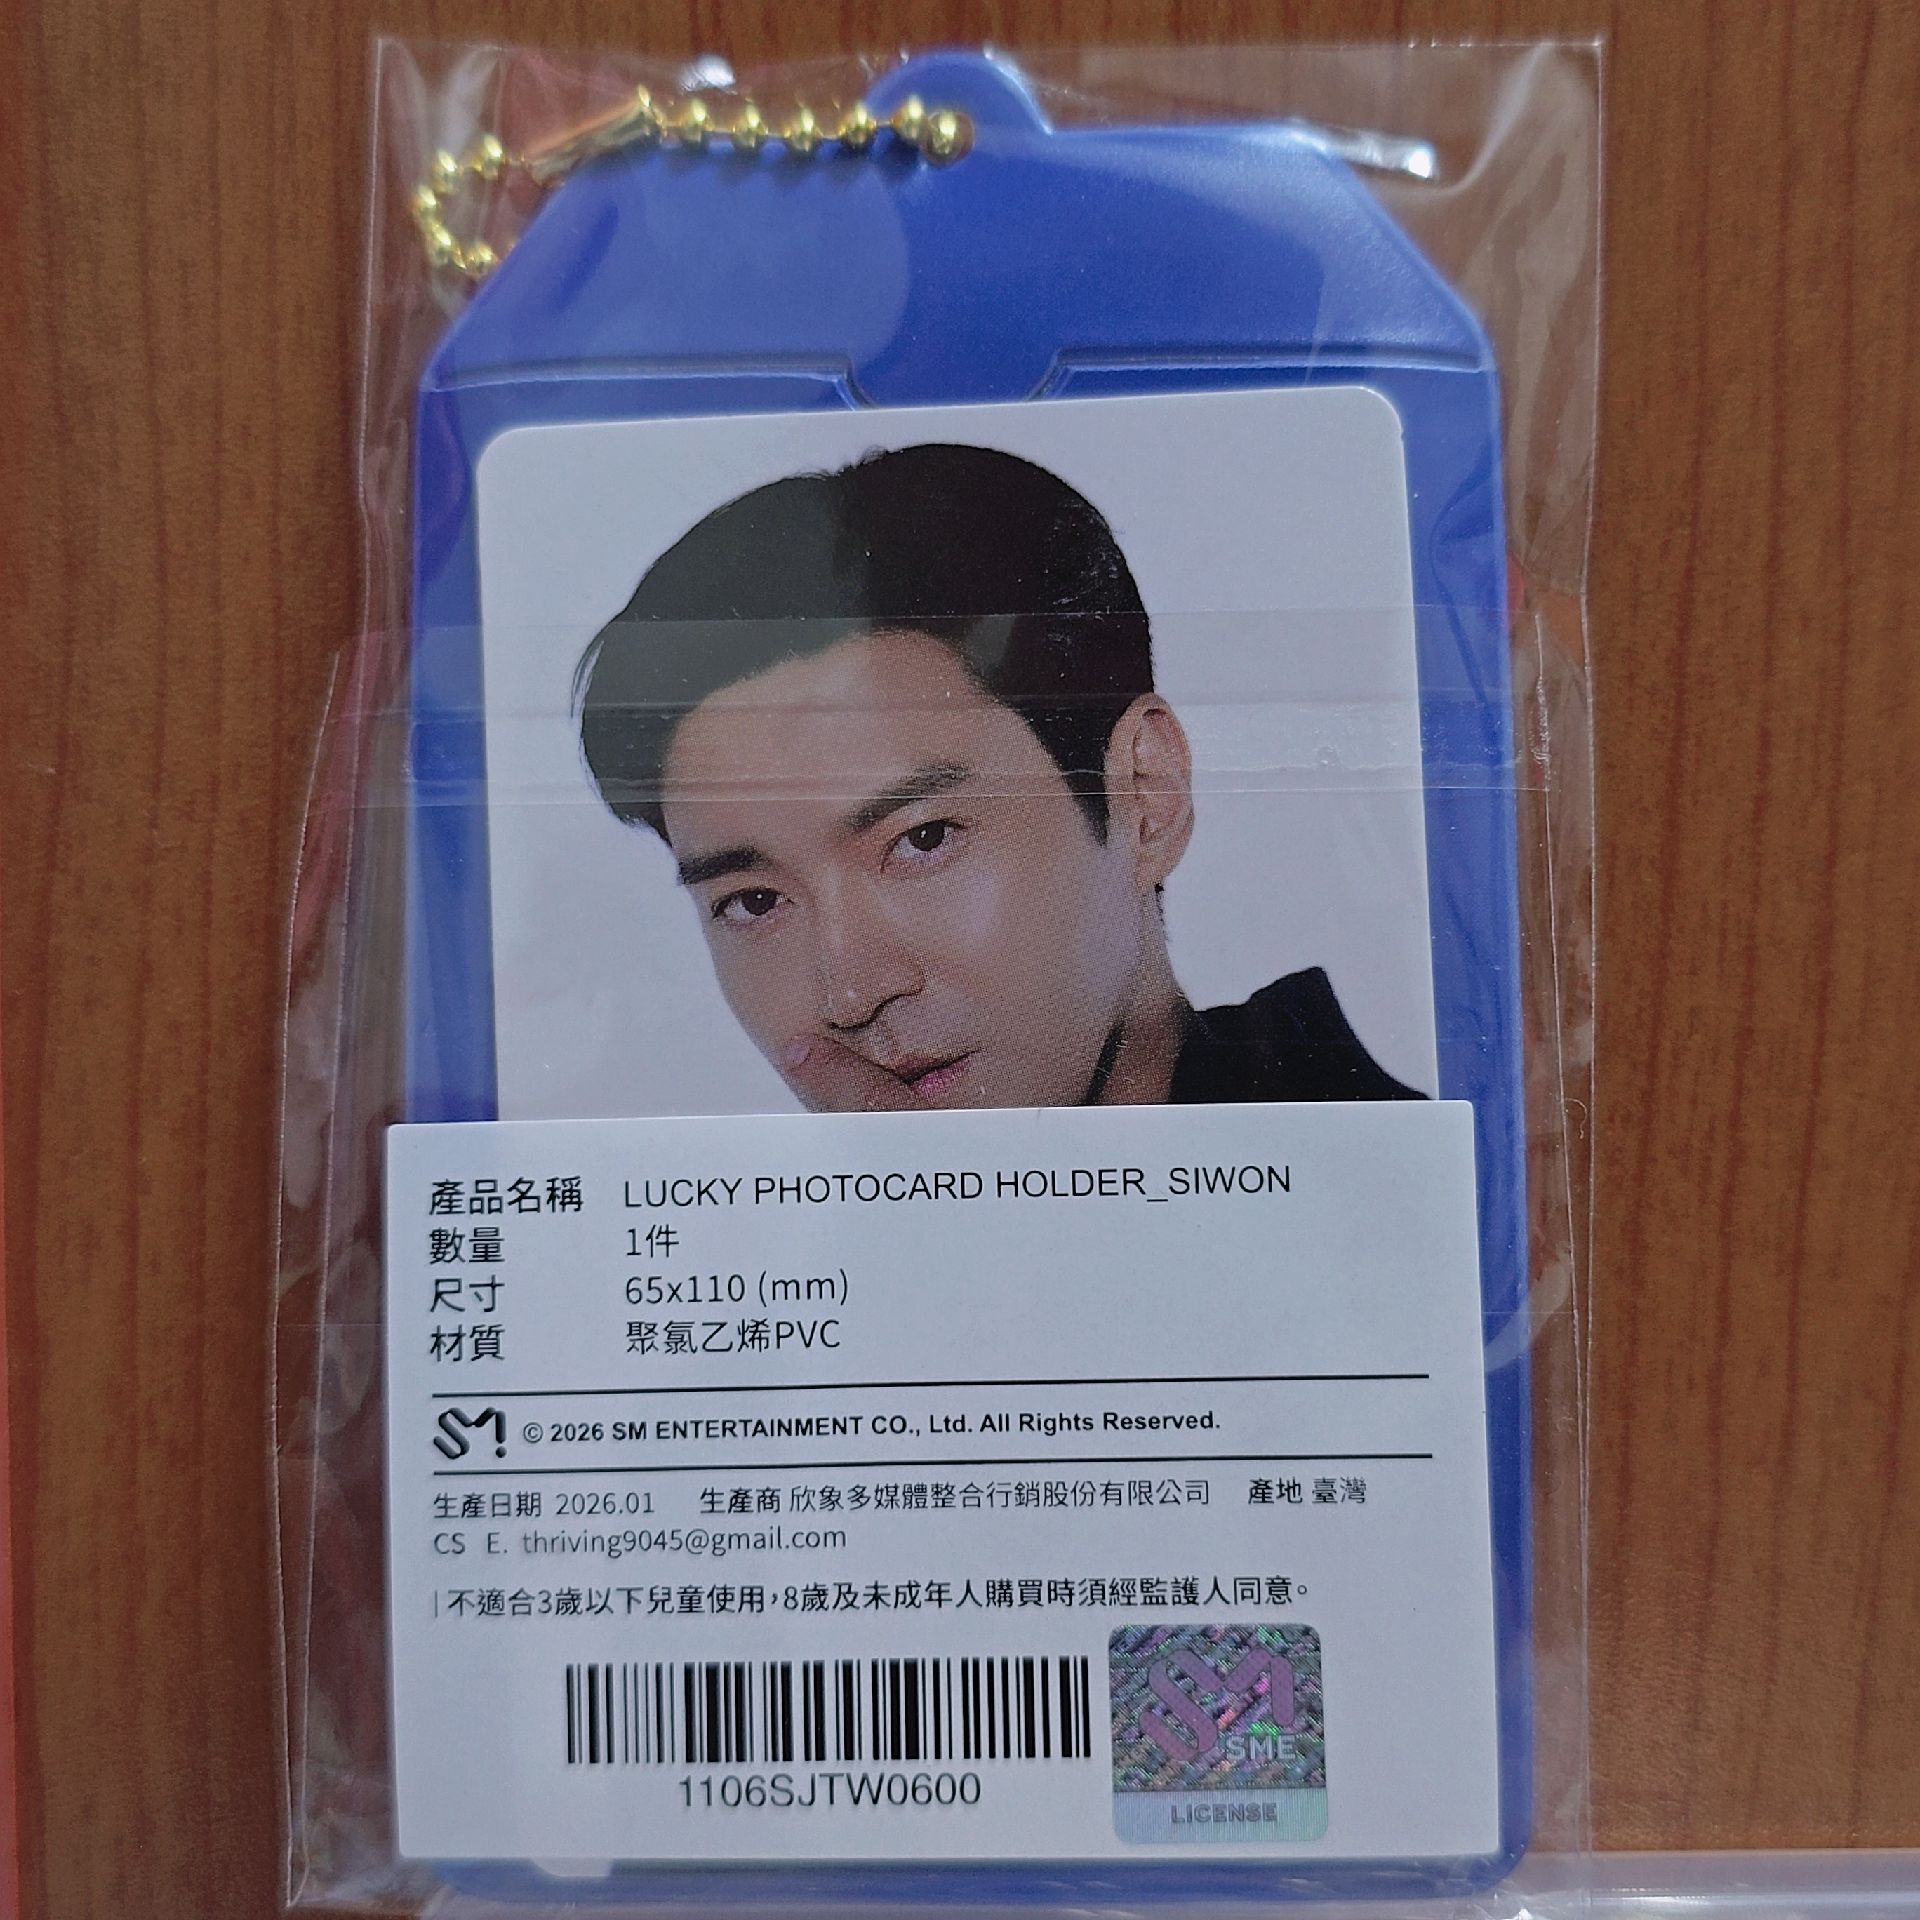 產品名稱 LUCKY PHOTOCARD HOLDER_SIWON
數量 1件
尺寸 65x110 (mm)
材質 聚氯乙烯PVC
SM © 2026 SM ENTERTAINMENT CO., Ltd. All Rights Reserved.
生產日期 2026.01 生產商 欣象多媒體整合行銷股份有限公司 產地 臺灣
CS E. thriving9045@gmail.com
| 不適合3歲以下兒童使用，8歲及未成年人購買時須經監護人同意。
1106SJTW0600
SM
SME
LICENSE